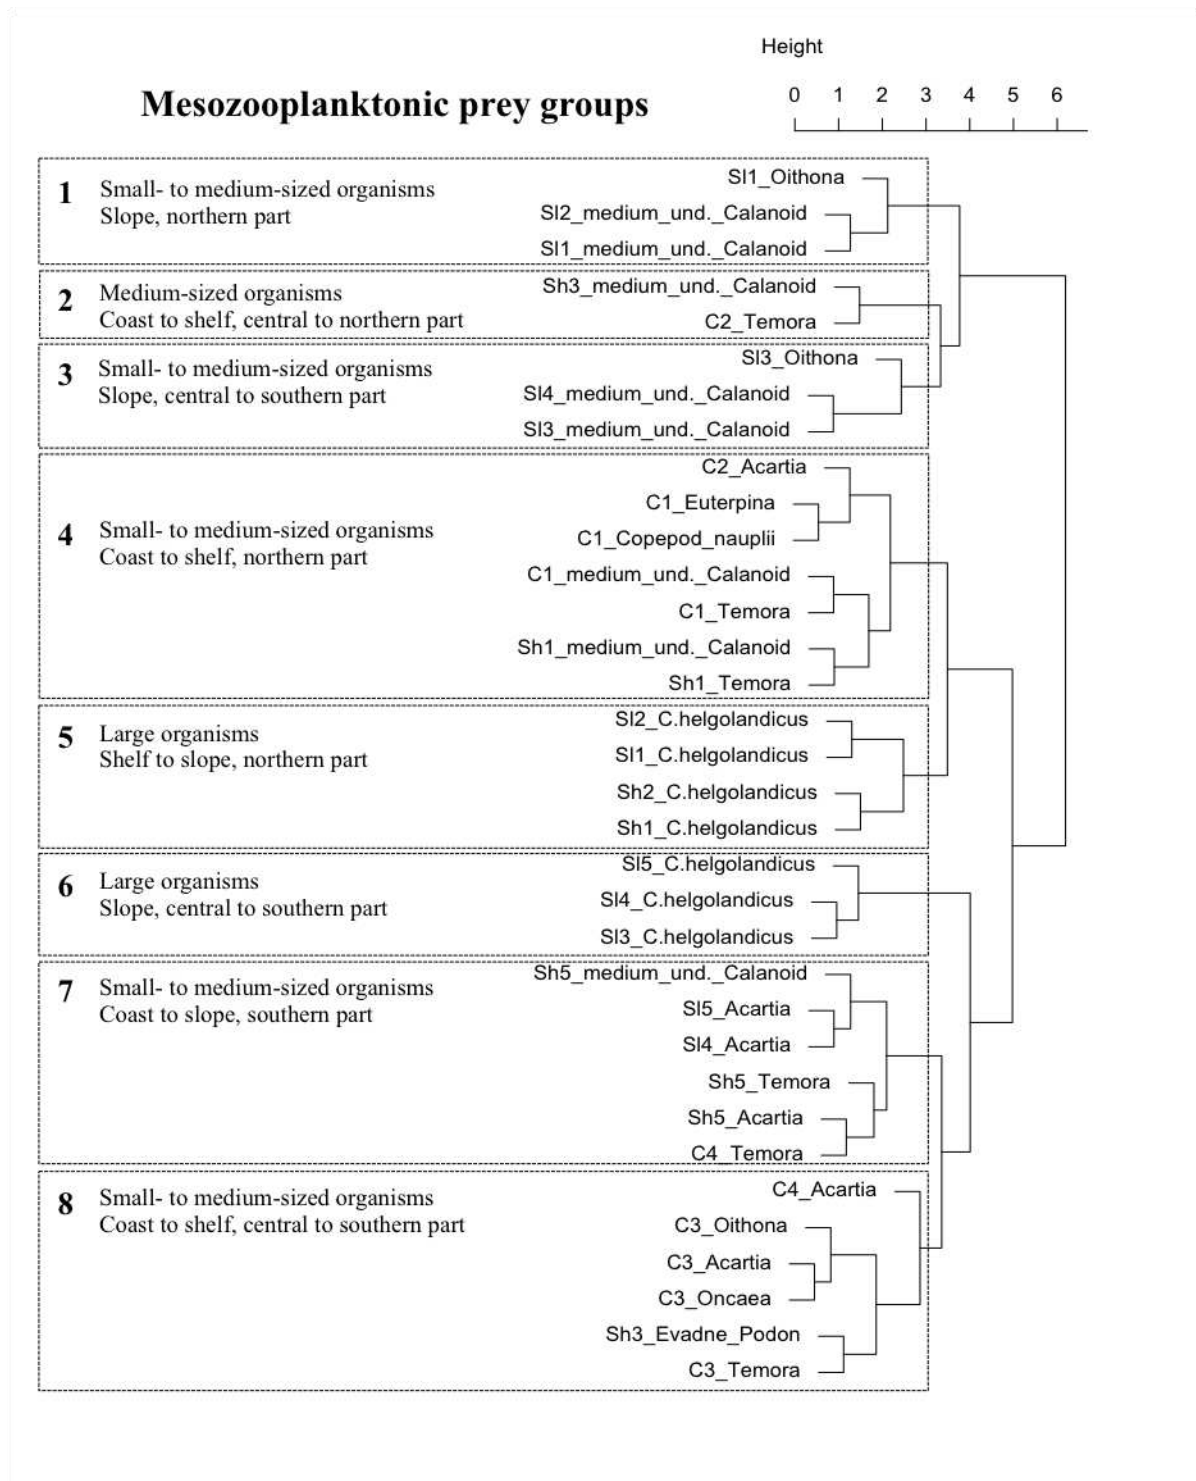 Height
Mesozooplanktonic prey groups
0 1 2 3 4 5 6
1 Small- to medium-sized organisms
Slope, northern part
Sl1_Oithona
Sl2_medium_und._Calanoid
Sl1_medium_und._Calanoid
2 Medium-sized organisms
Coast to shelf, central to northern part
Sh3_medium_und._Calanoid
C2_Temora
3 Small- to medium-sized organisms
Slope, central to southern part
Sl3_Oithona
Sl4_medium_und._Calanoid
Sl3_medium_und._Calanoid
4 Small- to medium-sized organisms
Coast to shelf, northern part
C2_Acartia
C1_Euterpina
C1_Copepod_nauplii
C1_medium_und._Calanoid
C1_Temora
Sh1_medium_und._Calanoid
Sh1_Temora
5 Large organisms
Shelf to slope, northern part
Sl2_C.helgolandicus
Sl1_C.helgolandicus
Sh2_C.helgolandicus
Sh1_C.helgolandicus
6 Large organisms
Slope, central to southern part
Sl5_C.helgolandicus
Sl4_C.helgolandicus
Sl3_C.helgolandicus
7 Small- to medium-sized organisms
Coast to slope, southern part
Sh5_medium_und._Calanoid
Sl5_Acartia
Sl4_Acartia
Sh5_Temora
Sh5_Acartia
C4_Temora
8 Small- to medium-sized organisms
Coast to shelf, central to southern part
C4_Acartia
C3_Oithona
C3_Acartia
C3_Oncaea
Sh3_Evadne_Podon
C3_Temora